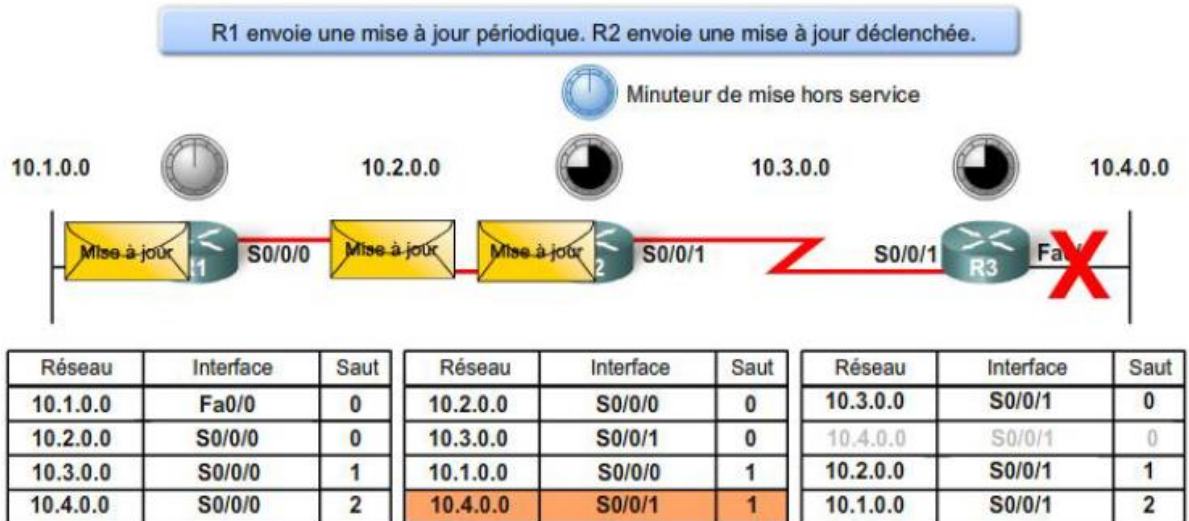 R1 envoie une mise à jour périodique. R2 envoie une mise à jour déclenchée.
Minuteur de mise hors service
10.1.0.0 10.2.0.0 10.3.0.0 10.4.0.0
Mise à jour S0/0/0 Mise à jour Mise à jour S0/0/1 S0/0/1 R3
Réseau Interface Saut Réseau Interface Saut Réseau Interface Saut
10.1.0.0 Fa0/0 0 10.2.0.0 S0/0/0 0 10.3.0.0 S0/0/1 0
10.2.0.0 S0/0/0 0 10.3.0.0 S0/0/1 0 10.4.0.0 S0/0/1 0
10.3.0.0 S0/0/0 1 10.1.0.0 S0/0/0 1 10.2.0.0 S0/0/1 1
10.4.0.0 S0/0/0 2 10.4.0.0 S0/0/1 1 10.1.0.0 S0/0/1 2